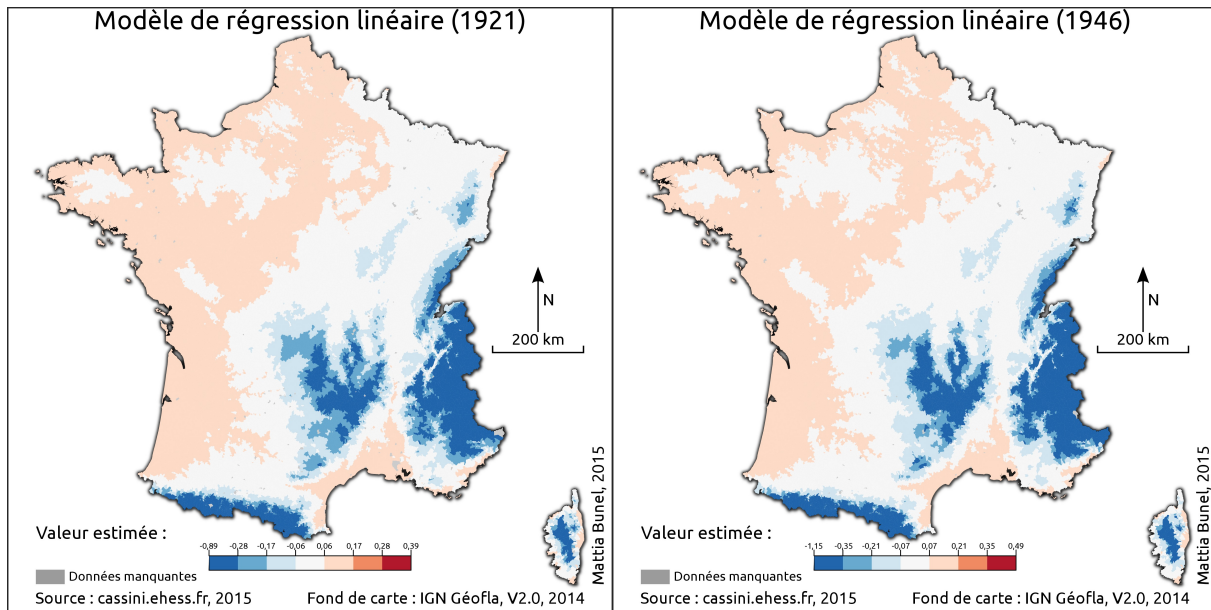 Modèle de régression linéaire (1921)
N
200 km
Valeur estimée :
-0,89 -0,28 -0,17 -0,06 0,06 0,17 0,28 0,39
Données manquantes
Source : cassini.ehess.fr, 2015
Fond de carte : IGN Géofla, V2.0, 2014
Mattia Bunel, 2015
Modèle de régression linéaire (1946)
N
200 km
Valeur estimée :
-1,15 -0,35 -0,21 -0,07 0,07 0,21 0,35 0,49
Données manquantes
Source : cassini.ehess.fr, 2015
Fond de carte : IGN Géofla, V2.0, 2014
Mattia Bunel, 2015